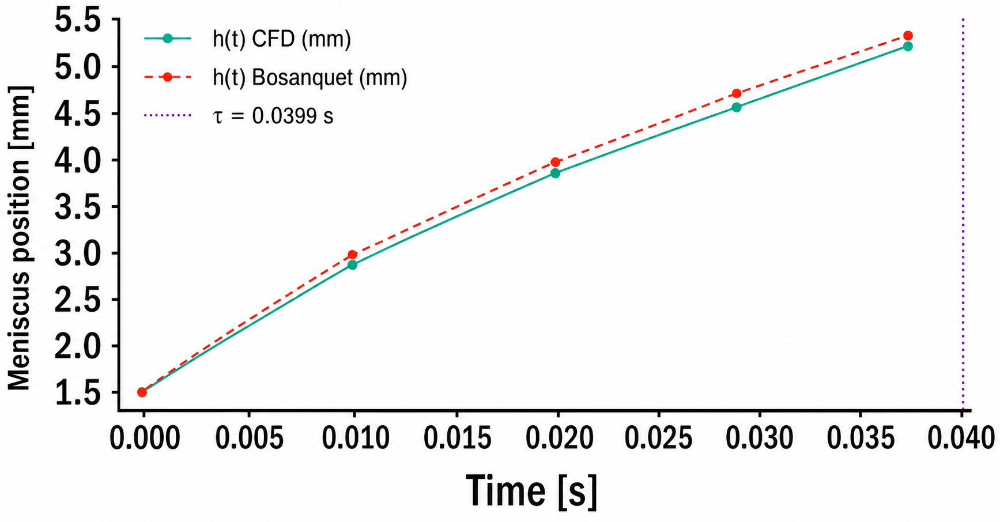 5.5
5.0
4.5
4.0
3.5
3.0
2.5
2.0
1.5
Meniscus position [mm]
h(t) CFD (mm)
h(t) Bosanquet (mm)
τ = 0.0399 s
0.000 0.005 0.010 0.015 0.020 0.025 0.030 0.035 0.040
Time [s]